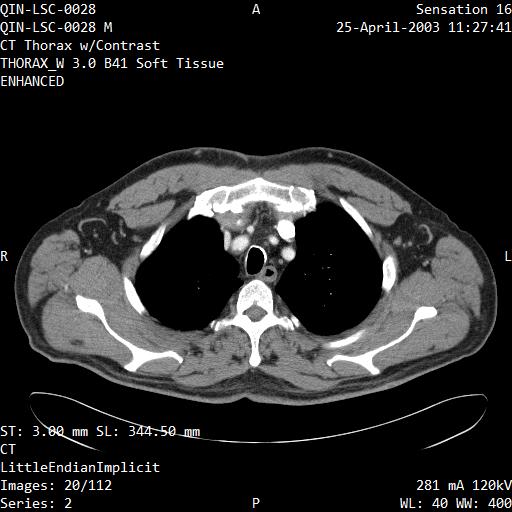 QIN-LSC-0028
A
Sensation 16
QIN-LSC-0028 M
25-April-2003 11:27:41
CT Thorax w/Contrast
THORAX_W 3.0 B41 Soft Tissue
ENHANCED
R
L
ST: 3.00 mm SL: 344.50 mm
CT
LittleEndianImplicit
Images: 20/112
281 mA 120kV
Series: 2
P
WL: 40 WW: 400